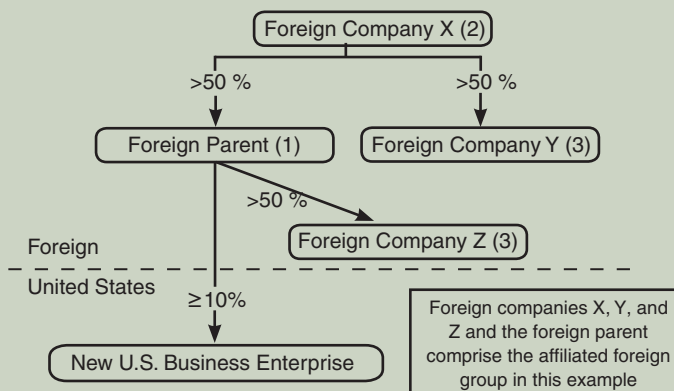 Foreign Company X (2)
>50 %
>50 %
Foreign Parent (1)
Foreign Company Y (3)
>50 %
Foreign Company Z (3)
Foreign
United States
≥10%
New U.S. Business Enterprise
Foreign companies X, Y, and
Z and the foreign parent
comprise the affiliated foreign
group in this example